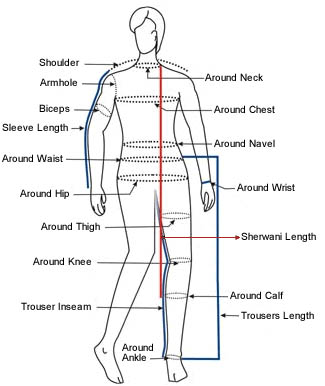 Shoulder
Around Neck
Armhole
Biceps
Around Chest
Sleeve Length
Around Navel
Around Waist
Around Hip
Around Wrist
Around Thigh
Sherwani Length
Around Knee
Around Calf
Trouser Inseam
Trousers Length
Around
Ankle